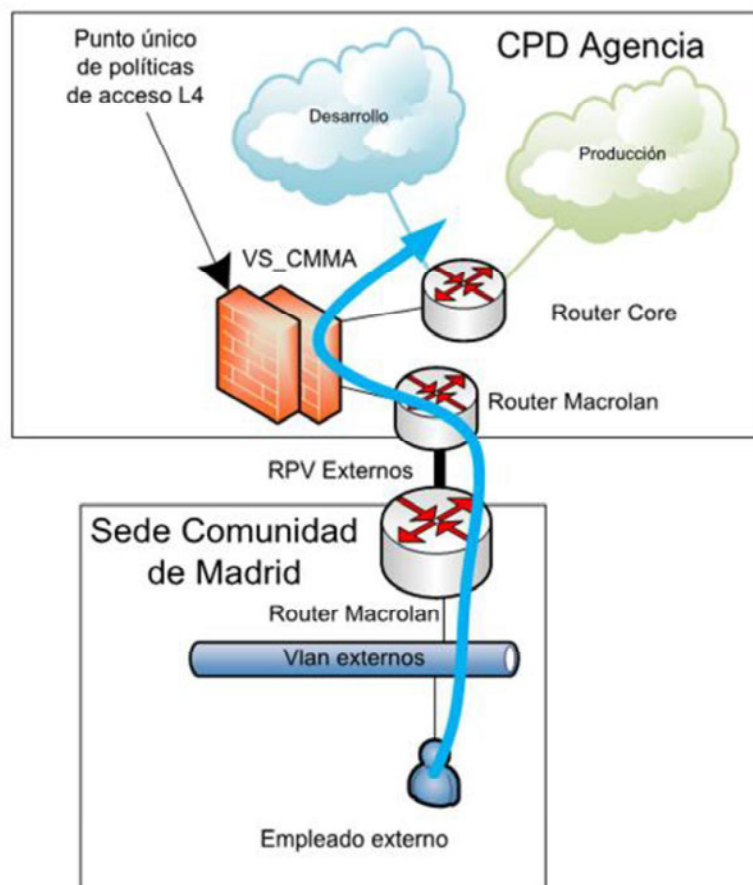 Punto único
de políticas
de acceso L4
CPD Agencia
Desarrollo
Producción
VS_CMMA
Router Core
Router Macrolan
RPV Externos
Sede Comunidad
de Madrid
Router Macrolan
Vlan externos
Empleado externo